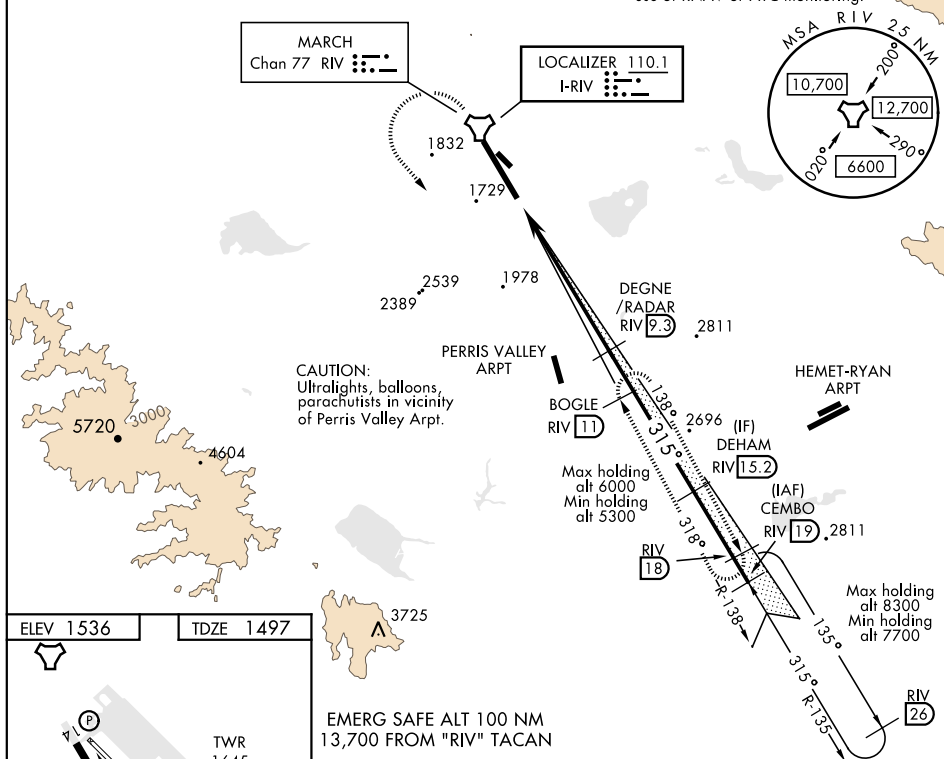 MSA RIV 25 NM
200°
10,700
12,700
020°
290°
6600
MARCH
Chan 77 RIV
LOCALIZER 110.1
I-RIV
1832
1729
2539
2389
1978
DEGNE
/RADAR
RIV 9.3
2811
PERRIS VALLEY
ARPT
HEMET-RYAN
ARPT
CAUTION:
Ultralights, balloons,
parachutists in vicinity
of Perris Valley Arpt.
BOGLE
RIV 11
138°
315°
2696
(IF)
DEHAM
RIV 15.2
5720
3000
4604
Max holding
alt 6000
Min holding
alt 5300
318°
(IAF)
CEMBO
RIV 19
2811
RIV
18
R-138
Max holding
alt 8300
Min holding
alt 7700
135°
315°
R-135
RIV
26
3725
ELEV 1536
TDZE 1497
P
14
TWR
EMERG SAFE ALT 100 NM
13,700 FROM "RIV" TACAN